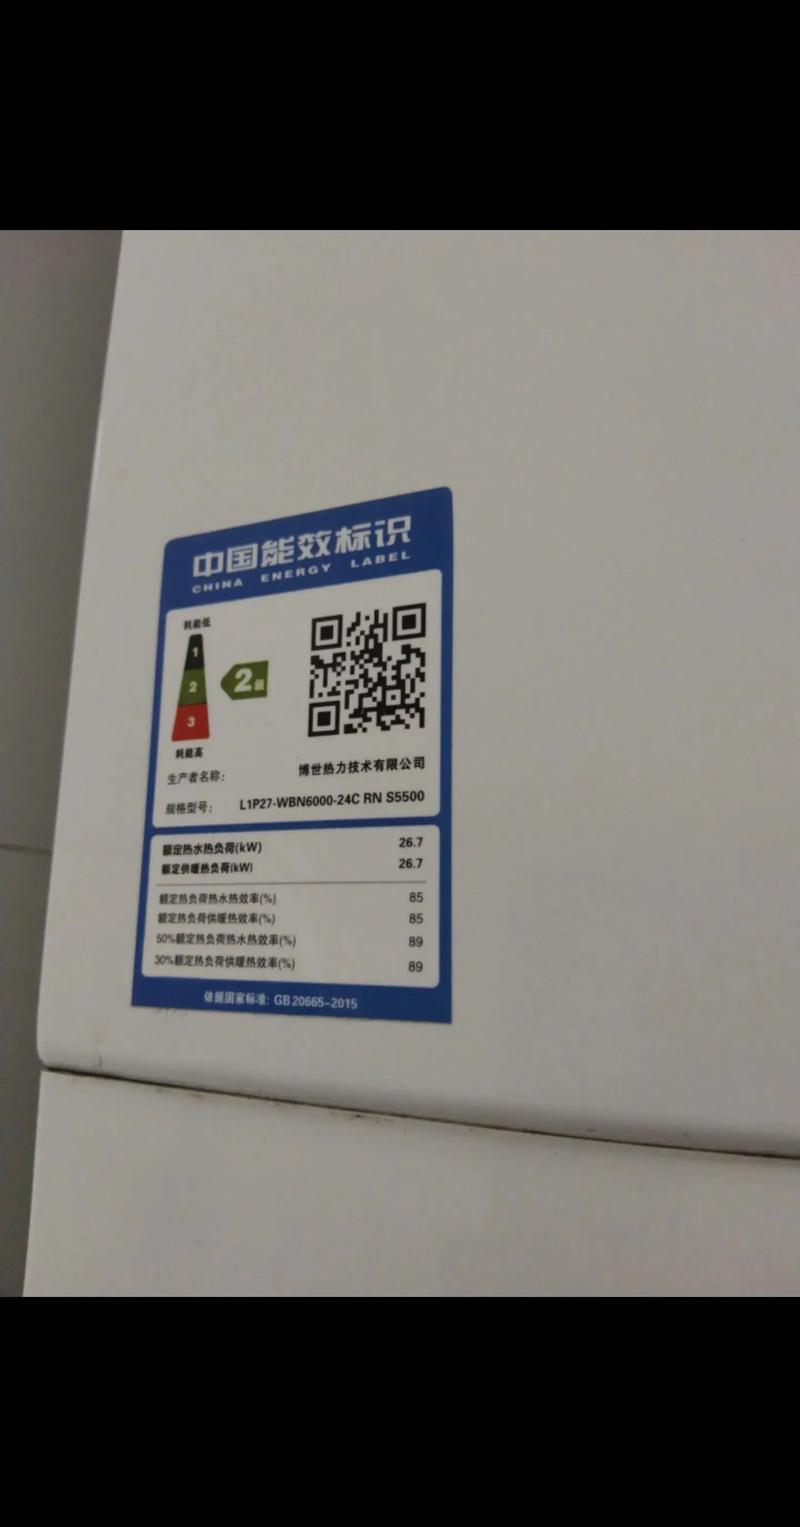 中国能效标识
CHINA ENERGY LABEL
耗能低
1
2
3
2级
耗能高
生产者名称: 博世热力技术有限公司
规格型号: L1P27-WBN6000-24C RN S5500
额定热水热负荷(kW) 26.7
额定供暖热负荷(kW) 26.7
额定热负荷热水热效率(%) 85
额定热负荷供暖热效率(%) 85
50%额定热负荷热水热效率(%) 89
30%额定热负荷供暖热效率(%) 89
依据国家标准: GB 20665-2015